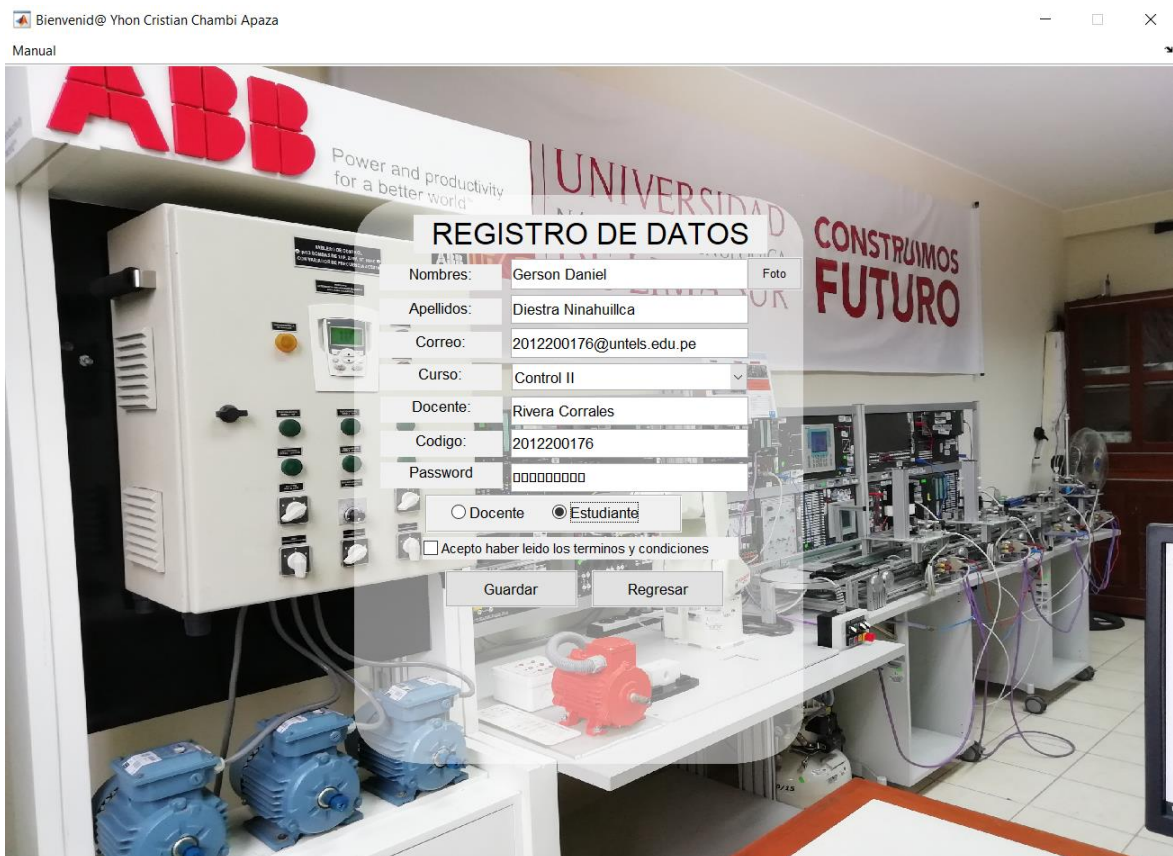 Bienvenid@ Yhon Cristian Chambi Apaza
Manual
ABB
Power and productivity
for a better world
UNIVERSIDAD
CONSTRUIMOS
FUTURO
LIMA SUR
REGISTRO DE DATOS
Nombres: Gerson Daniel Foto
Apellidos: Diestra Ninahuillca
Correo: 2012200176@untels.edu.pe
Curso: Control II
Docente: Rivera Corrales
Codigo: 2012200176
Password
Docente Estudiante
Acepto haber leido los terminos y condiciones
Guardar Regresar